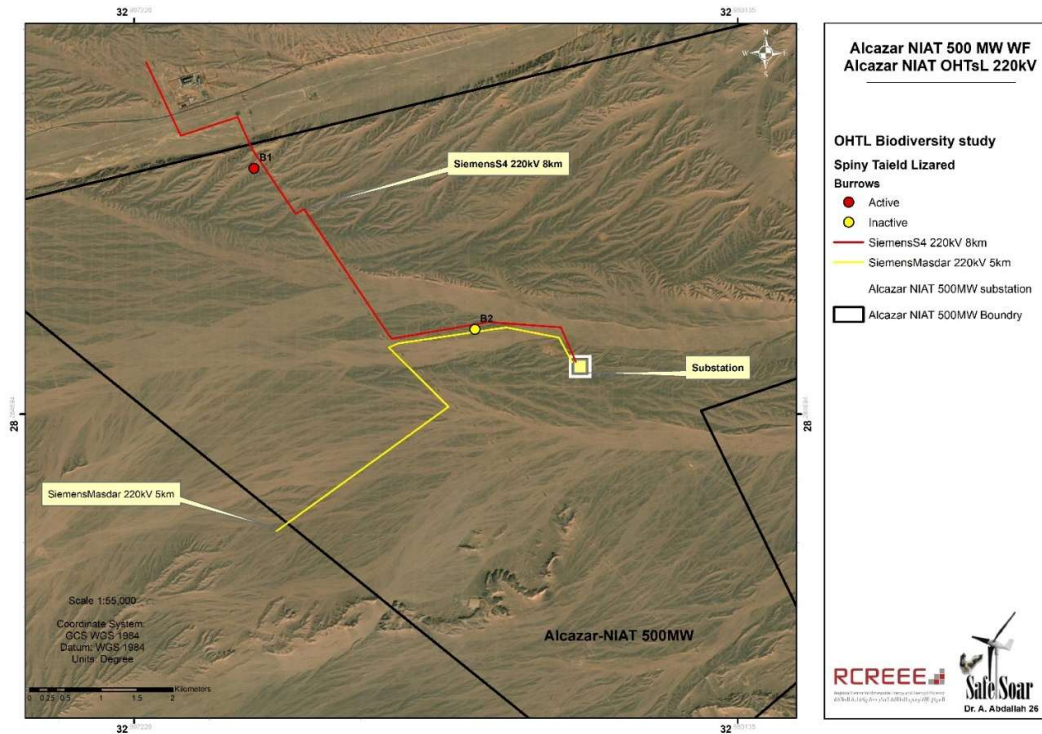 32
32
Alcazar NIAT 500 MW WF
Alcazar NIAT OHTsL 220kV
OHTL Biodiversity study
Spiny Taield Lizared
Burrows
Active
Inactive
SiemensS4 220kV 8km
SiemensMasdar 220kV 5km
Alcazar NIAT 500MW substation
Alcazar NIAT 500MW Boundry
B1
SiemensS4 220kV 8km
B2
Substation
28
28
SiemensMasdar 220kV 5km
Scale 1:55,000
Coordinate System:
GCS WGS 1984
Datum: WGS 1984
Units: Degree
Kilometers
0 0.25 0.5 1 1.5 2
Alcazar-NIAT 500MW
RCREEE
Safe Soar
Dr. A. Abdallah 26
32
32